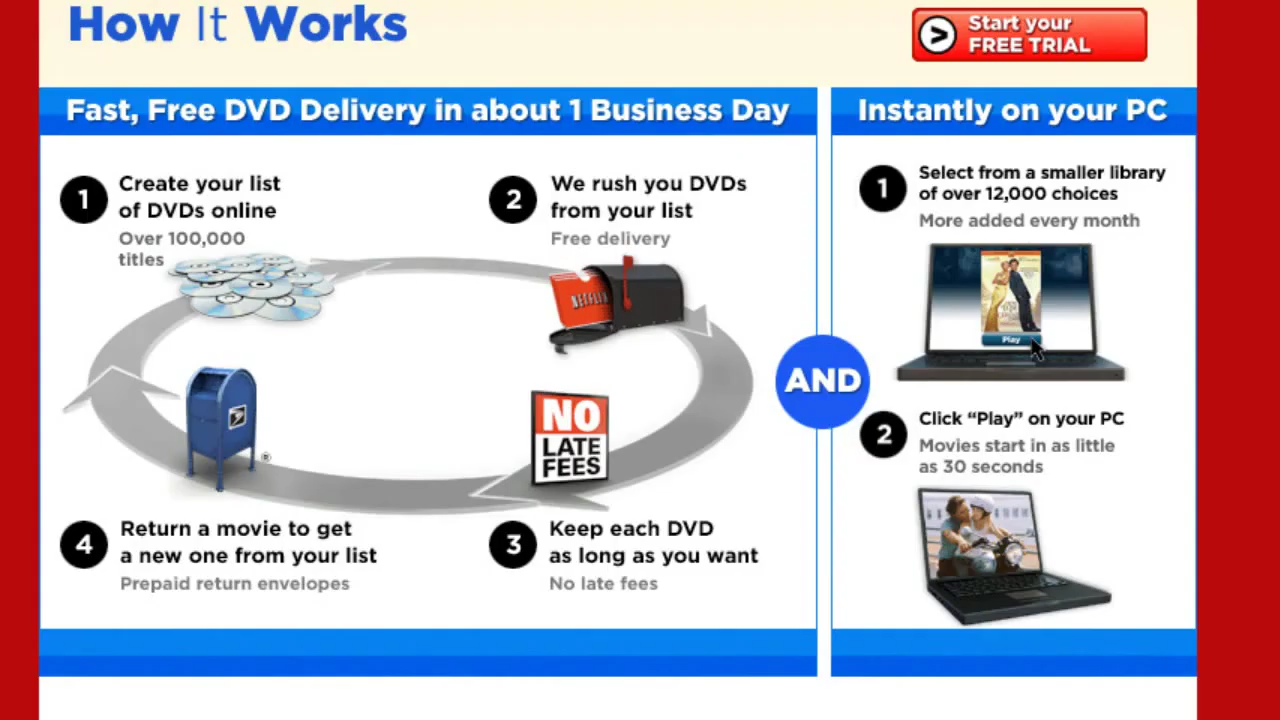 How It Works
Start your
FREE TRIAL
Fast, Free DVD Delivery in about 1 Business Day
1
Create your list
of DVDs online
Over 100,000
titles
2
We rush you DVDs
from your list
Free delivery
NETFLIX
NO
LATE
FEES
®
4
Return a movie to get
a new one from your list
Prepaid return envelopes
3
Keep each DVD
as long as you want
No late fees
AND
Instantly on your PC
1
Select from a smaller library
of over 12,000 choices
More added every month
Play
2
Click “Play” on your PC
Movies start in as little
as 30 seconds